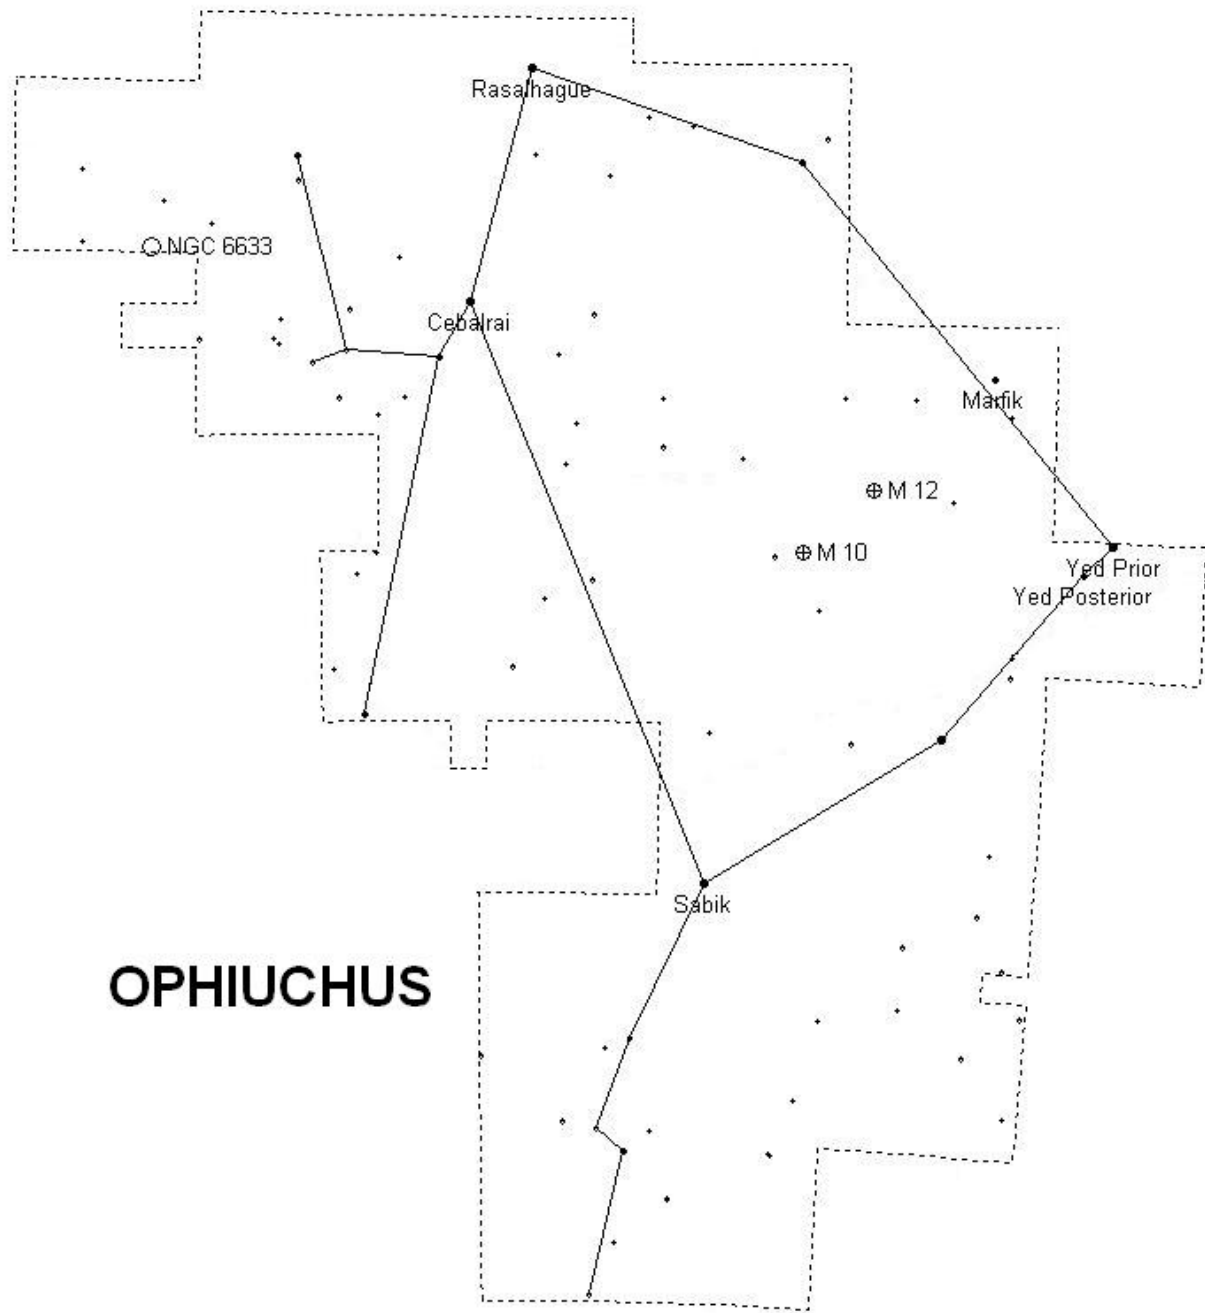 Rasalhague
NGC 6633
Cebalrai
Marfik
M 12
M 10
Yed Prior
Yed Posterior
Sabik
OPHIUCHUS